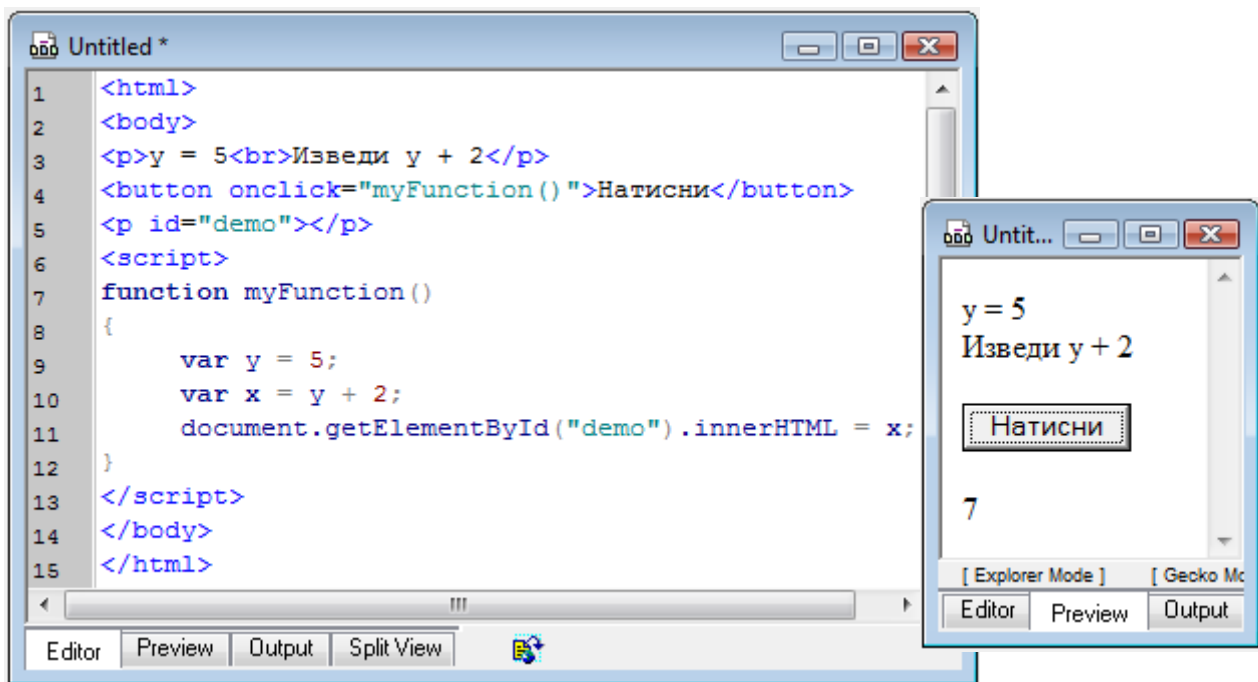 Untitled *
1 <html>
2 <body>
3 <p>y = 5<br>Изведи y + 2</p>
4 <button onclick="myFunction()">Натисни</button>
5 <p id="demo"></p>
6 <script>
7 function myFunction()
8 {
9 var y = 5;
10 var x = y + 2;
11 document.getElementById("demo").innerHTML = x;
12 }
13 </script>
14 </body>
15 </html>
Editor Preview Output Split View
Untit...
y = 5
Изведи y + 2
Натисни
7
[ Explorer Mode ] [ Gecko Mo
Editor Preview Output